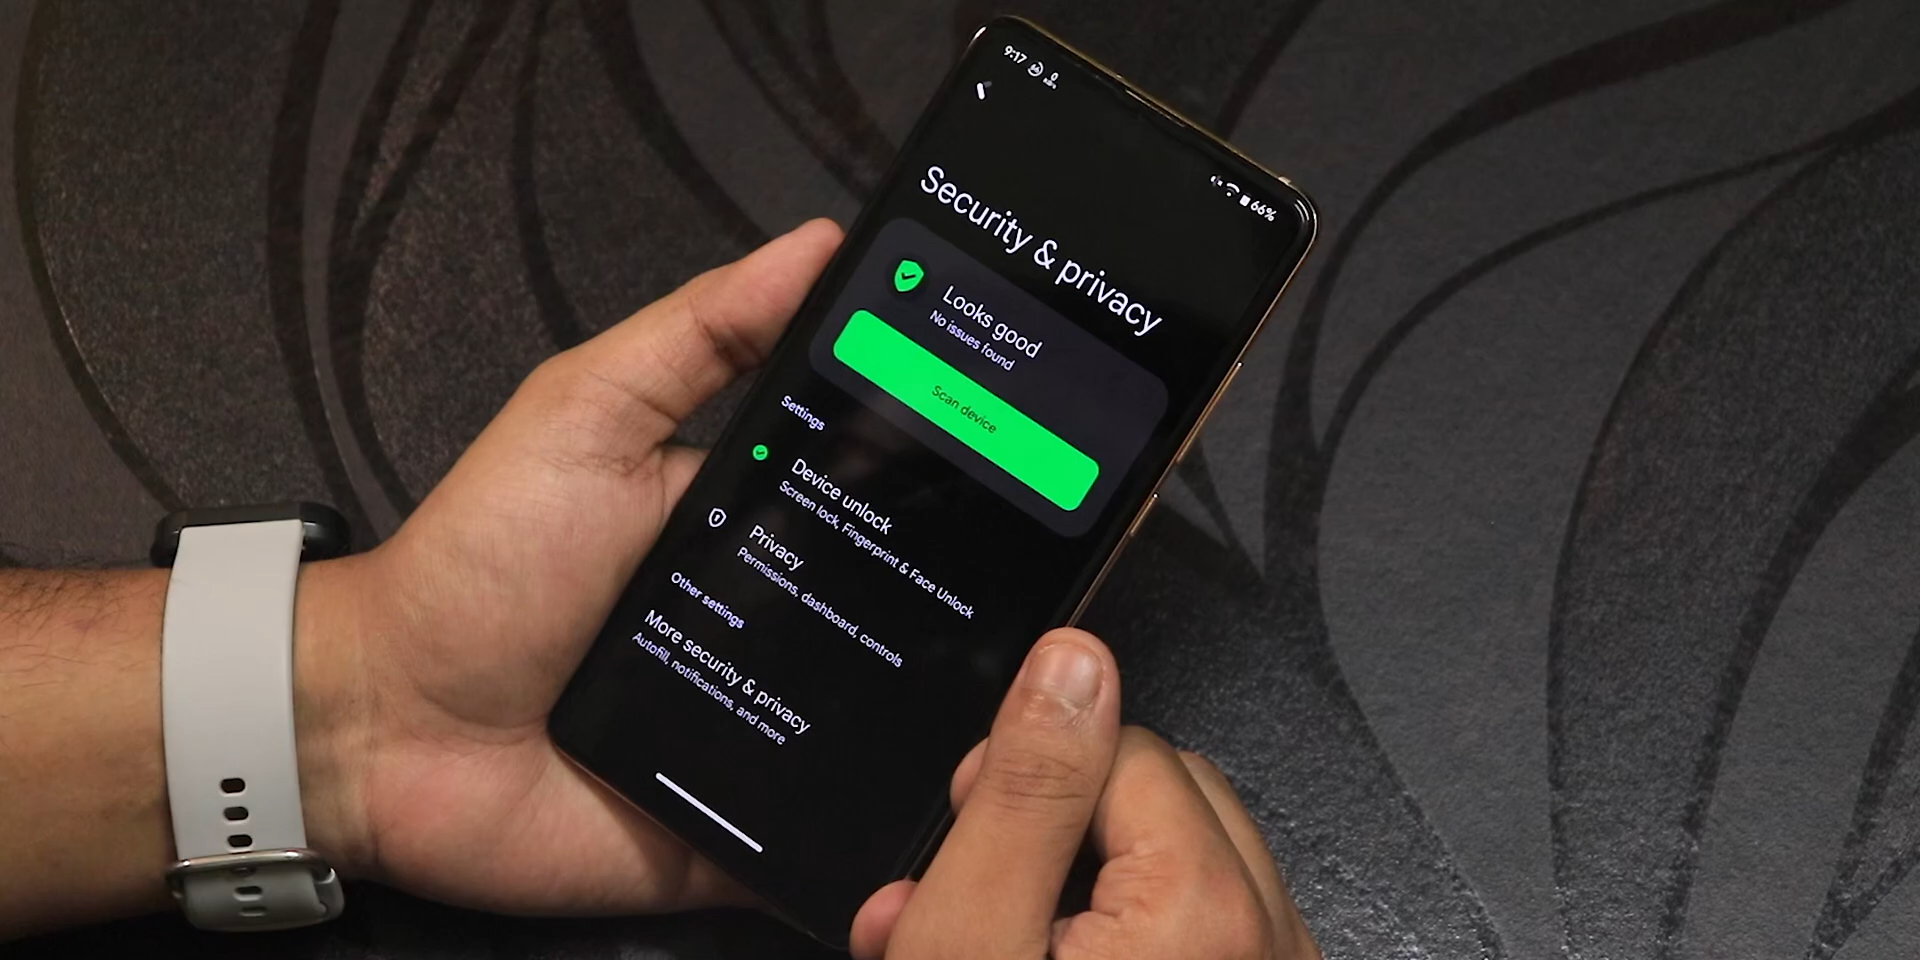 9:17
66%
Security & privacy
Looks good
No issues found
Scan device
Settings
Device unlock
Screen lock, Fingerprint & Face Unlock
Privacy
Permissions, dashboard, controls
Other settings
More security & privacy
Autofill, notifications, and more